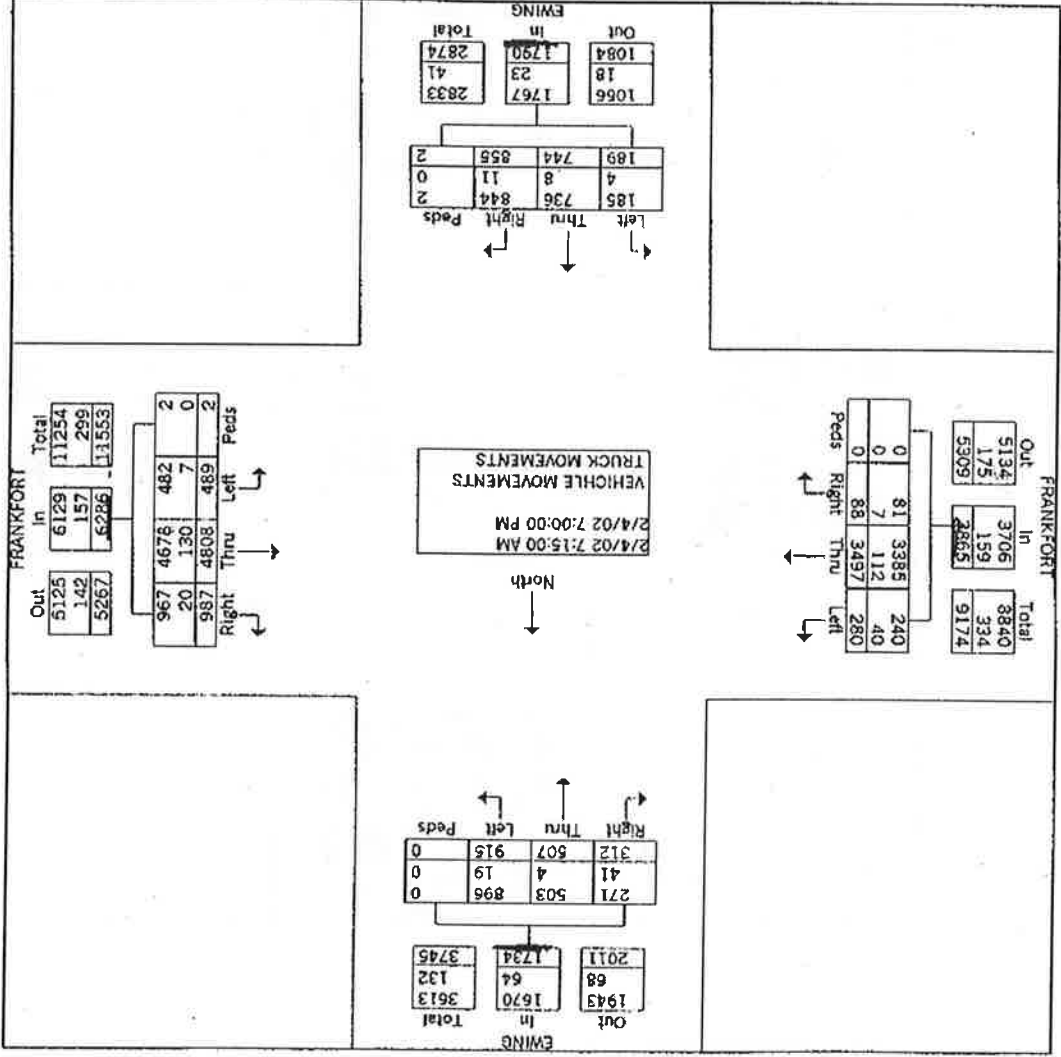 EWING
Out In Total
1943 1670 3613
68 64 132
2011 1734 3745
271 503 896 0
41 4 19 0
312 507 915 0
Right Thru Left Peds
FRANKFORT
Total In Out
8840 3706 5134
334 159 175
9174 3865 5309
240 3385 81 0
40 112 7 0
280 3497 88 0
Left Thru Right Peds
North
2/4/02 7:15:00 AM
2/4/02 7:00:00 PM
VEHICHLE MOVEMENTS
TRUCK MOVEMENTS
Right Thru Left Peds
987 4808 489 2
20 130 7 0
967 4678 482 2
Out In Total
5125 6129 11254
142 157 299
5267 6286 11553
FRANKFORT
Left Thru Right Peds
185 736 844 2
4 8 11 0
189 744 855 2
1066 1767 2833
18 23 41
1084 1790 2874
Out In Total
EWING